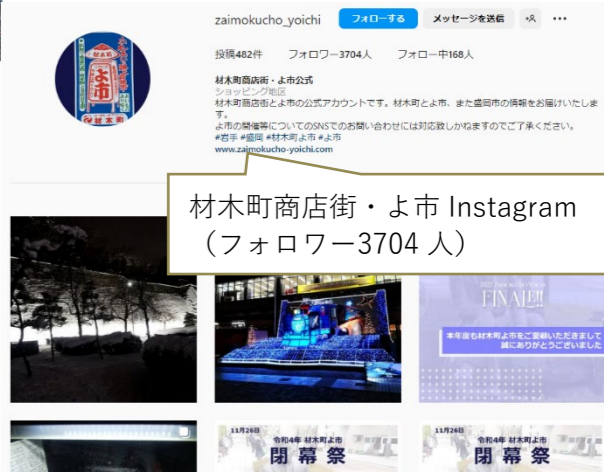 zaimokucho_yoichi フォローする メッセージを送信
投稿482件 フォロワー3704人 フォロー中168人
材木町商店街・よ市公式
ショッピング地区
材木町商店街とよ市の公式アカウントです。材木町とよ市、また盛岡市の情報をお届けいたしま
す。
よ市の開催等についてのSNSでのお問い合わせには対応致しかねますのでご了承ください。
#岩手 #盛岡 #材木町よ市 #よ市
www.zaimokucho-yoichi.com
材木町
よ市
材木町
材木町商店街・よ市 Instagram
（フォロワー3704 人）
FINALE!!
本年度も材木町よ市をご愛顧いただきまして
誠にありがとうございました
11月26日
令和4年 材木町よ市
閉幕祭
11月26日
令和4年 材木町よ市
閉幕祭